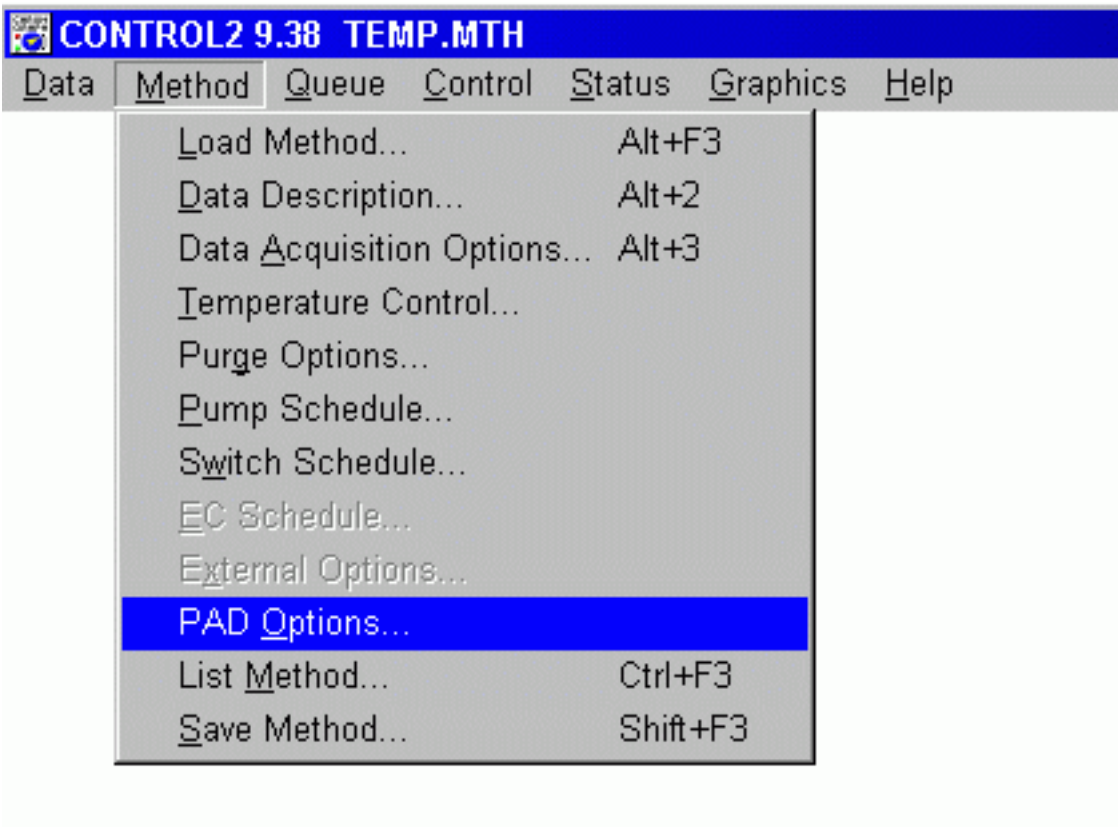 CONTROL2 9.38 TEMP.MTH
Data Method Queue Control Status Graphics Help
Load Method... Alt+F3
Data Description... Alt+2
Data Acquisition Options... Alt+3
Temperature Control...
Purge Options...
Pump Schedule...
Switch Schedule...
EC Schedule...
External Options...
PAD Options...
List Method... Ctrl+F3
Save Method... Shift+F3